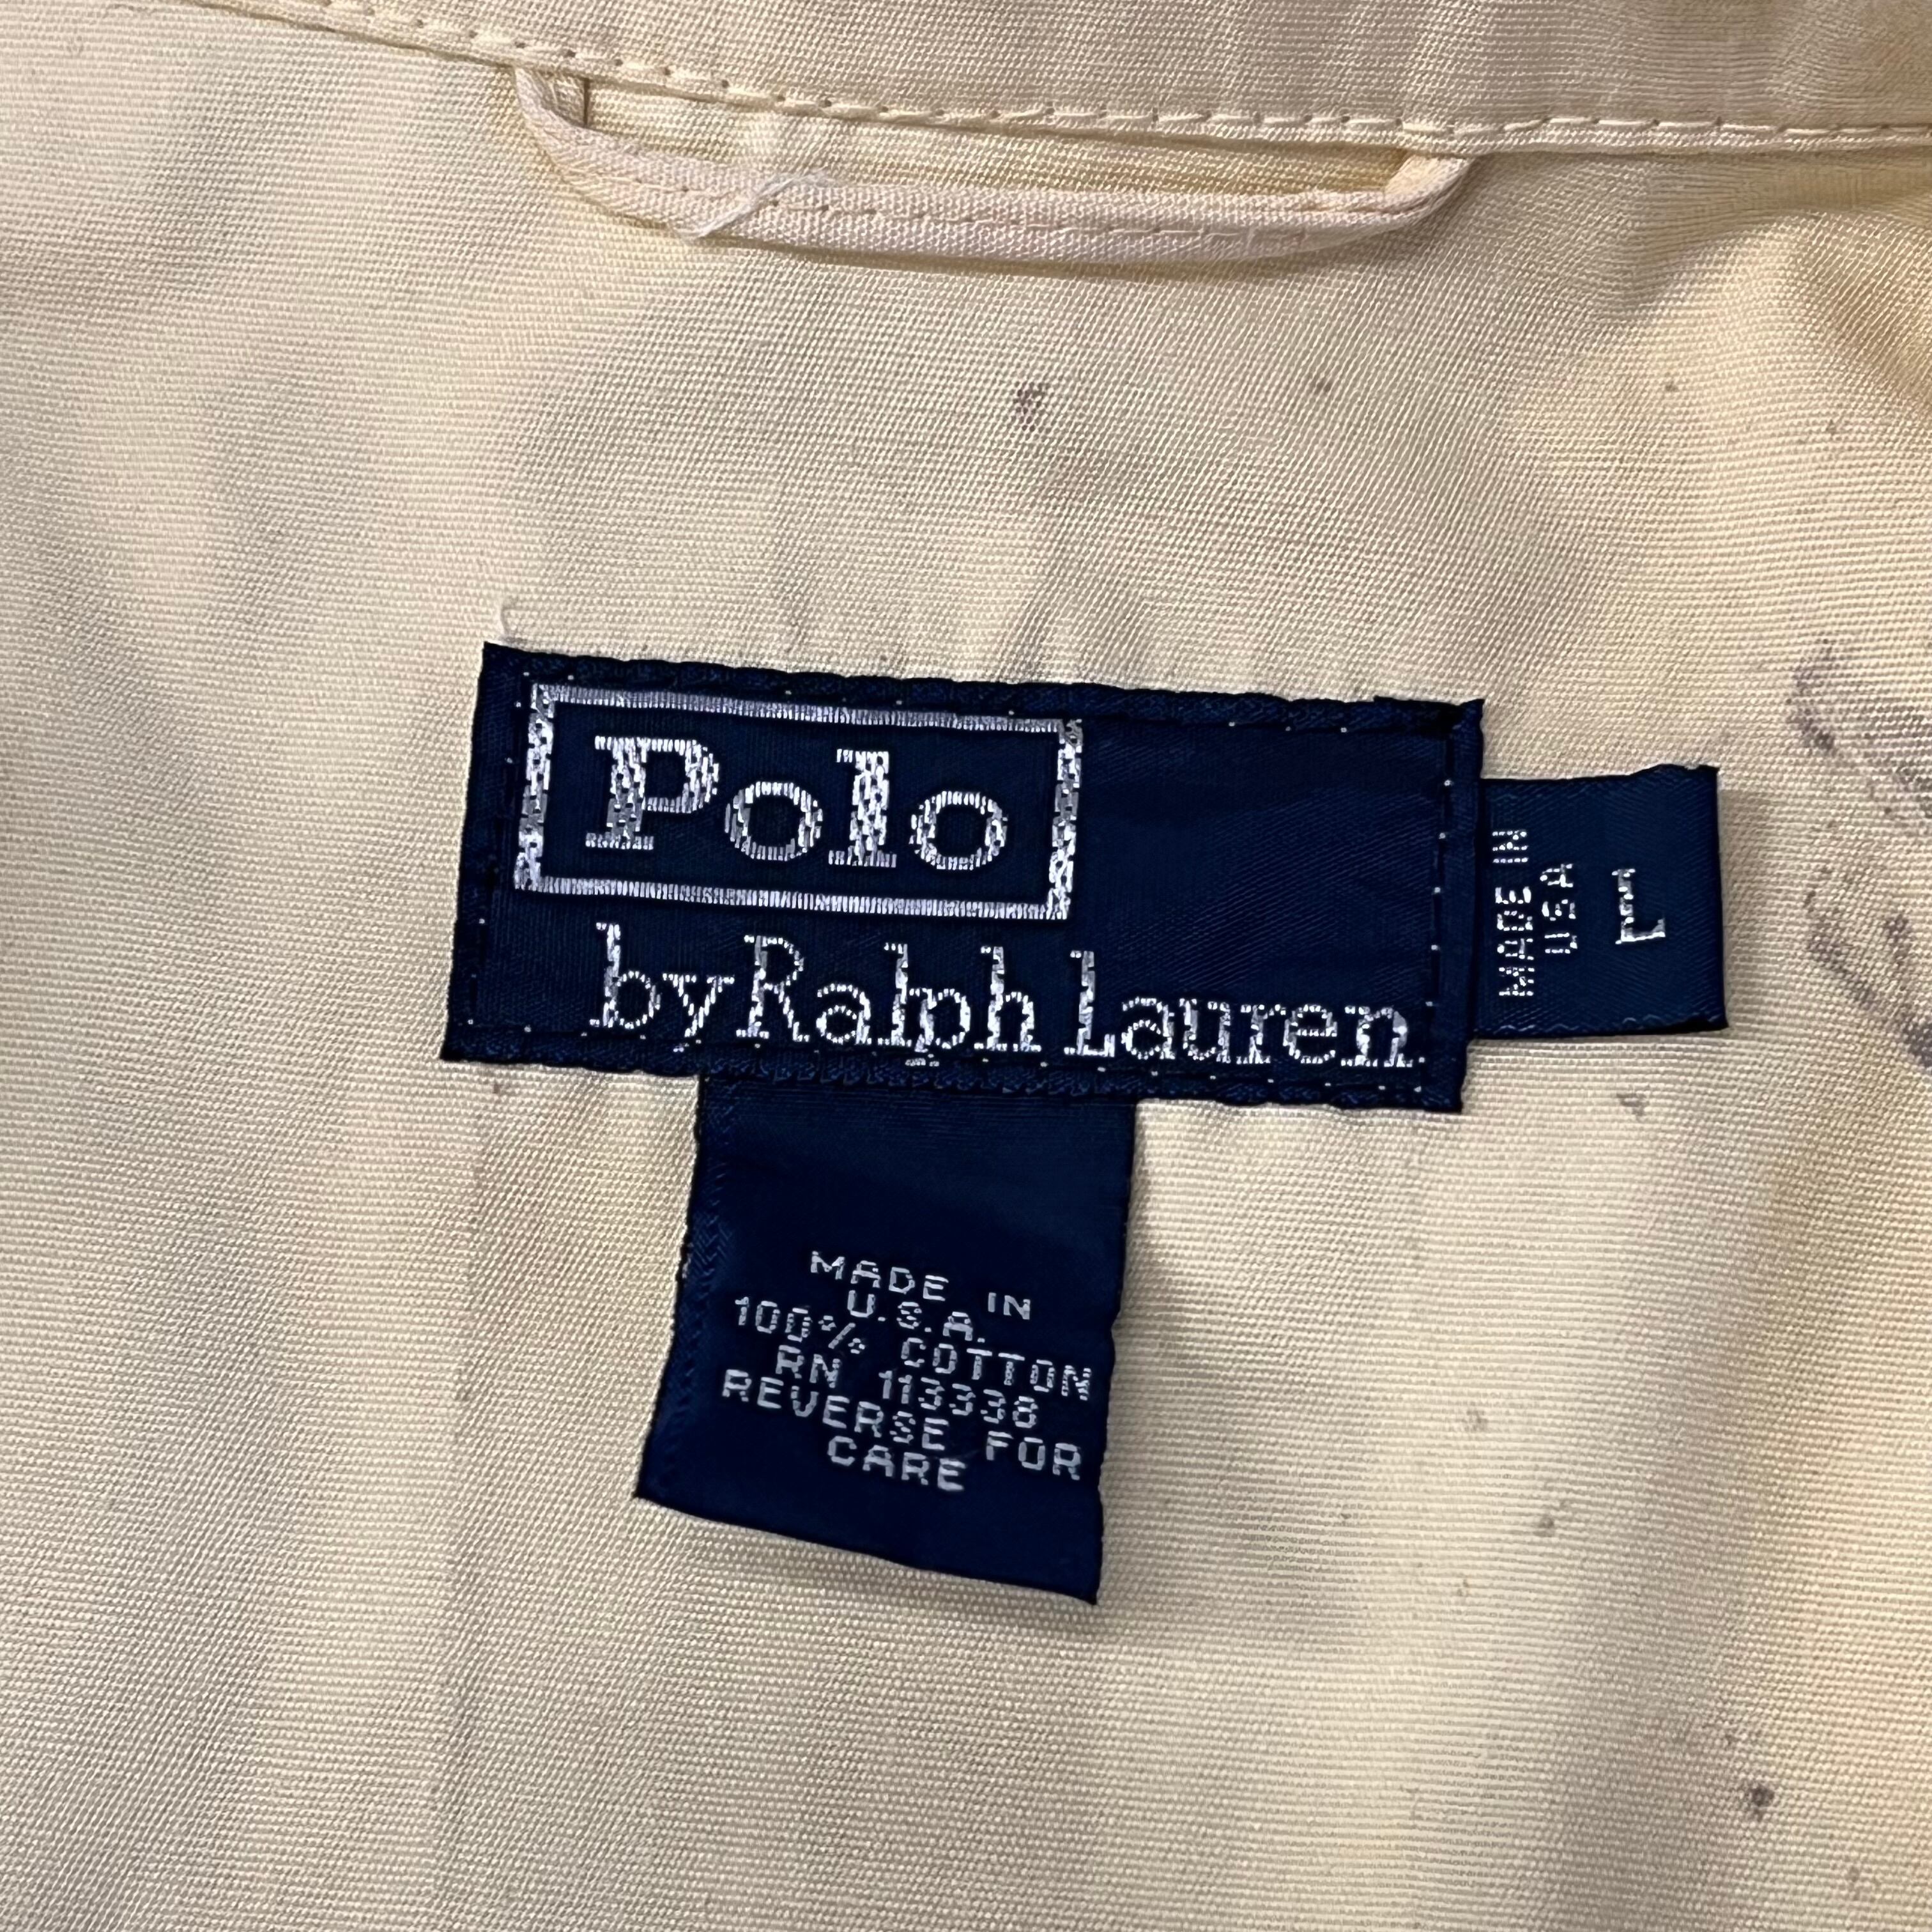 Polo
by Ralph Lauren
MADE IN
USA
L
MADE IN
U.S.A.
100% COTTON
RN 113338
REVERSE FOR
CARE